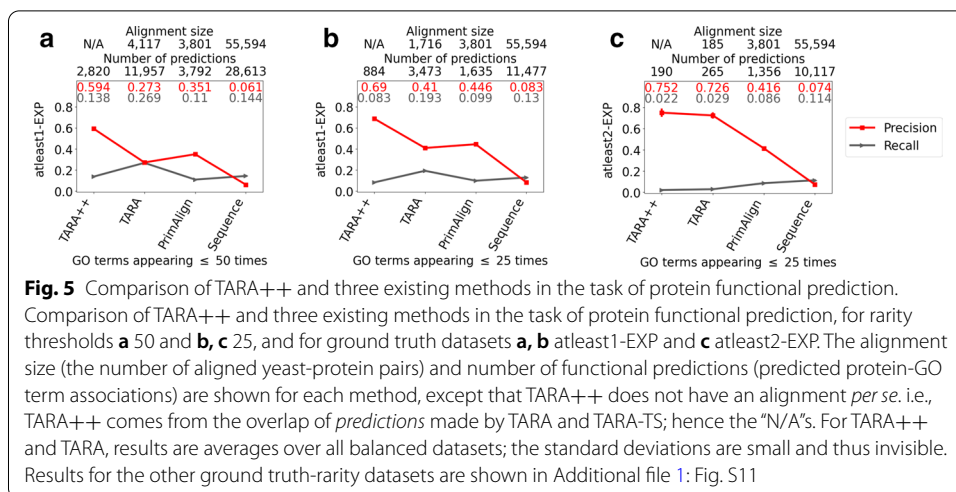 a
Alignment size
N/A 4,117 3,801 55,594
Number of predictions
2,820 11,957 3,792 28,613
0.594 0.273 0.351 0.061
0.138 0.269 0.11 0.144
atleast1-EXP
0.8
0.6
0.4
0.2
0.0
TARA++ TARA PrimAlign Sequence
GO terms appearing ≤ 50 times
b
Alignment size
N/A 1,716 3,801 55,594
Number of predictions
884 3,473 1,635 11,477
0.69 0.41 0.446 0.083
0.083 0.193 0.099 0.13
atleast1-EXP
0.8
0.6
0.4
0.2
0.0
TARA++ TARA PrimAlign Sequence
GO terms appearing ≤ 25 times
c
Alignment size
N/A 185 3,801 55,594
Number of predictions
190 265 1,356 10,117
0.752 0.726 0.416 0.074
0.022 0.029 0.086 0.114
atleast2-EXP
0.8
0.6
0.4
0.2
0.0
TARA++ TARA PrimAlign Sequence
GO terms appearing ≤ 25 times
Precision
Recall
Fig. 5 Comparison of TARA++ and three existing methods in the task of protein functional prediction.
Comparison of TARA++ and three existing methods in the task of protein functional prediction, for rarity
thresholds a 50 and b, c 25, and for ground truth datasets a, b atleast1-EXP and c atleast2-EXP. The alignment
size (the number of aligned yeast-protein pairs) and number of functional predictions (predicted protein-GO
term associations) are shown for each method, except that TARA++ does not have an alignment per se. i.e.,
TARA++ comes from the overlap of predictions made by TARA and TARA-TS; hence the “N/A”s. For TARA++
and TARA, results are averages over all balanced datasets; the standard deviations are small and thus invisible.
Results for the other ground truth-rarity datasets are shown in Additional file 1: Fig. S11